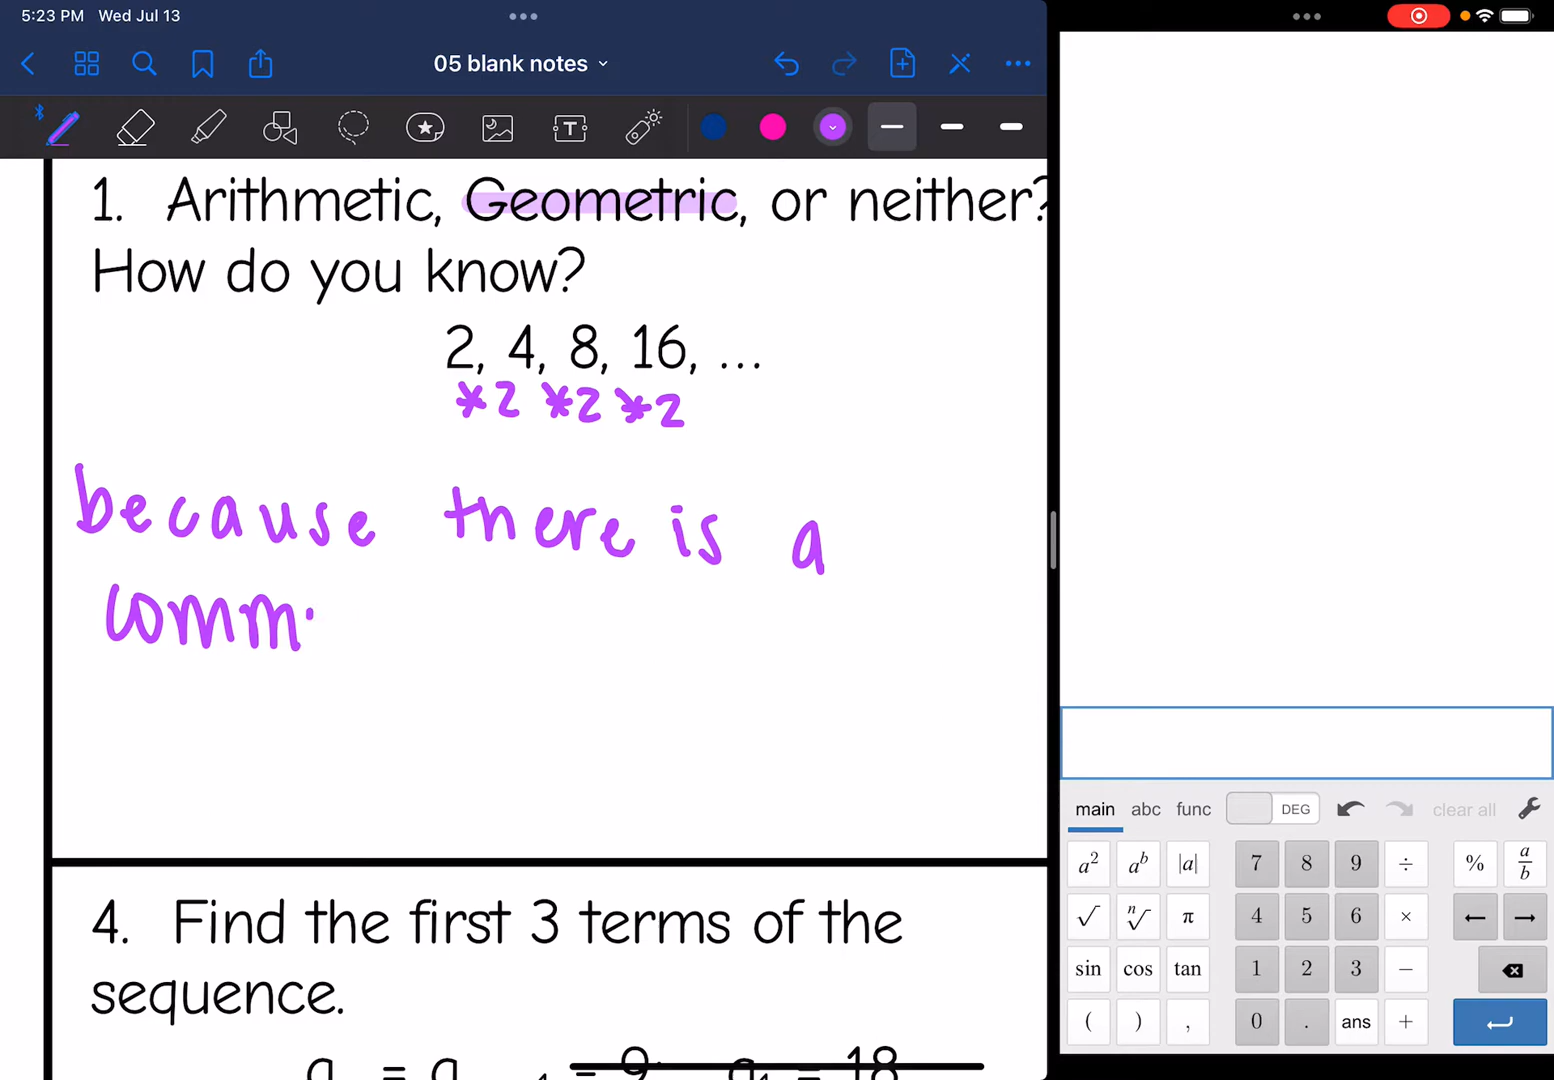 5:23 PM Wed Jul 13
05 blank notes
1. Arithmetic, Geometric, or neither?
How do you know?
2, 4, 8, 16, ...
*2 *2 *2
because there is a
comm
4. Find the first 3 terms of the
sequence.
main abc func DEG clear all
a² aᵇ |a| 7 8 9 ÷ % a/b
√ ⁿ√ π 4 5 6 × ← →
sin cos tan 1 2 3 −
( ) , 0 . ans +